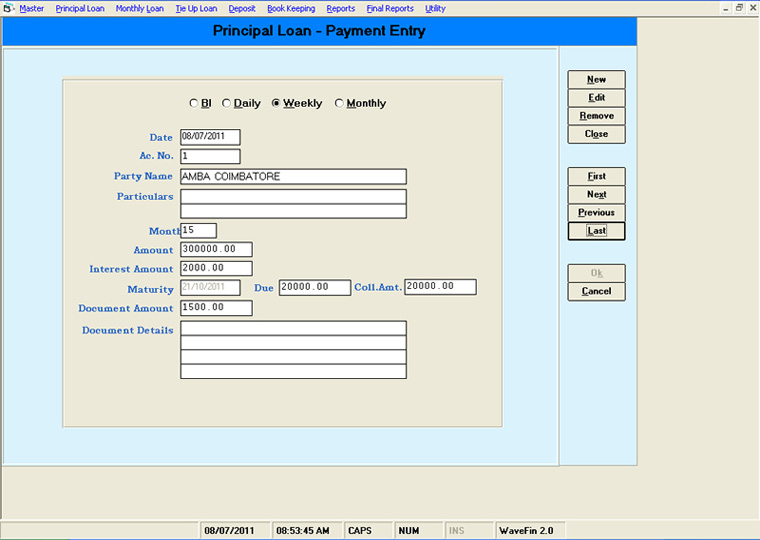 Master Principal Loan Monthly Loan Tie Up Loan Deposit Book Keeping Reports Final Reports Utility
Principal Loan - Payment Entry
BI Daily Weekly Monthly
Date 08/07/2011
Ac. No. 1
Party Name AMBA COIMBATORE
Particulars
Month 15
Amount 300000.00
Interest Amount 2000.00
Maturity 21/10/2011 Due 20000.00 Coll.Amt. 20000.00
Document Amount 1500.00
Document Details
New
Edit
Remove
Close
First
Next
Previous
Last
Ok
Cancel
08/07/2011 08:53:45 AM CAPS NUM INS WaveFin 2.0